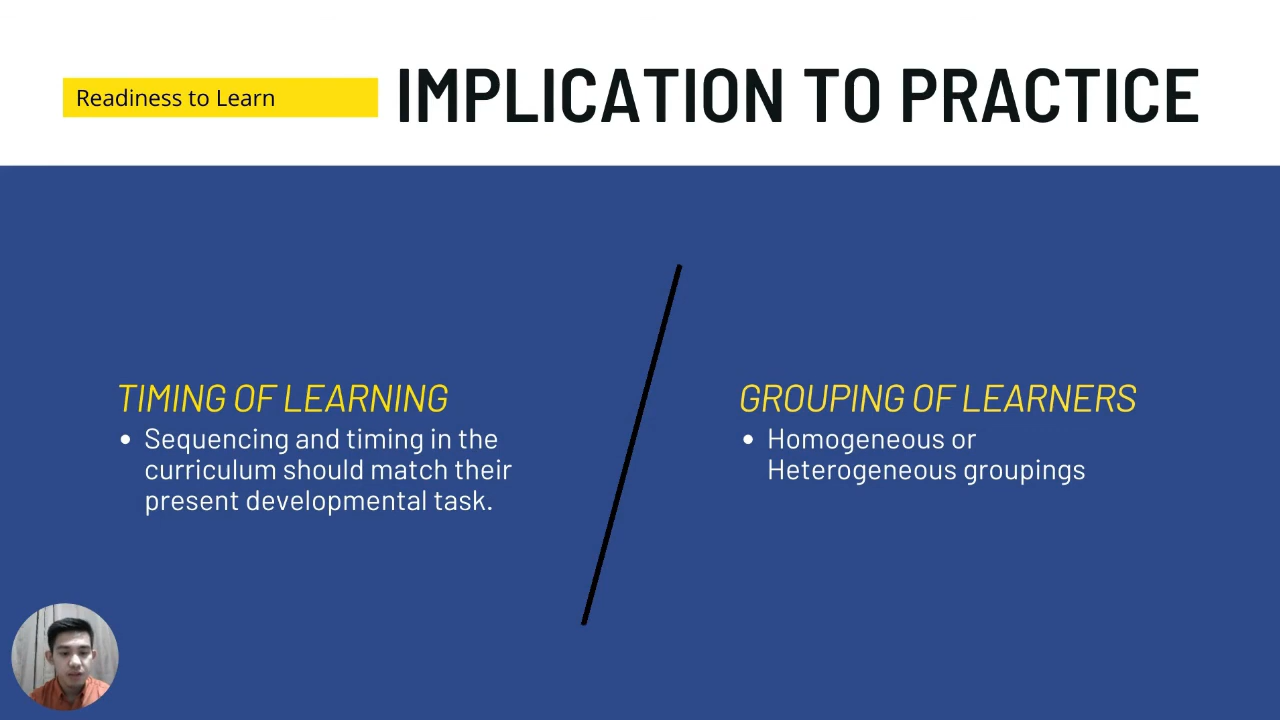 Readiness to Learn
IMPLICATION TO PRACTICE
TIMING OF LEARNING
• Sequencing and timing in the
curriculum should match their
present developmental task.
GROUPING OF LEARNERS
• Homogeneous or
Heterogeneous groupings